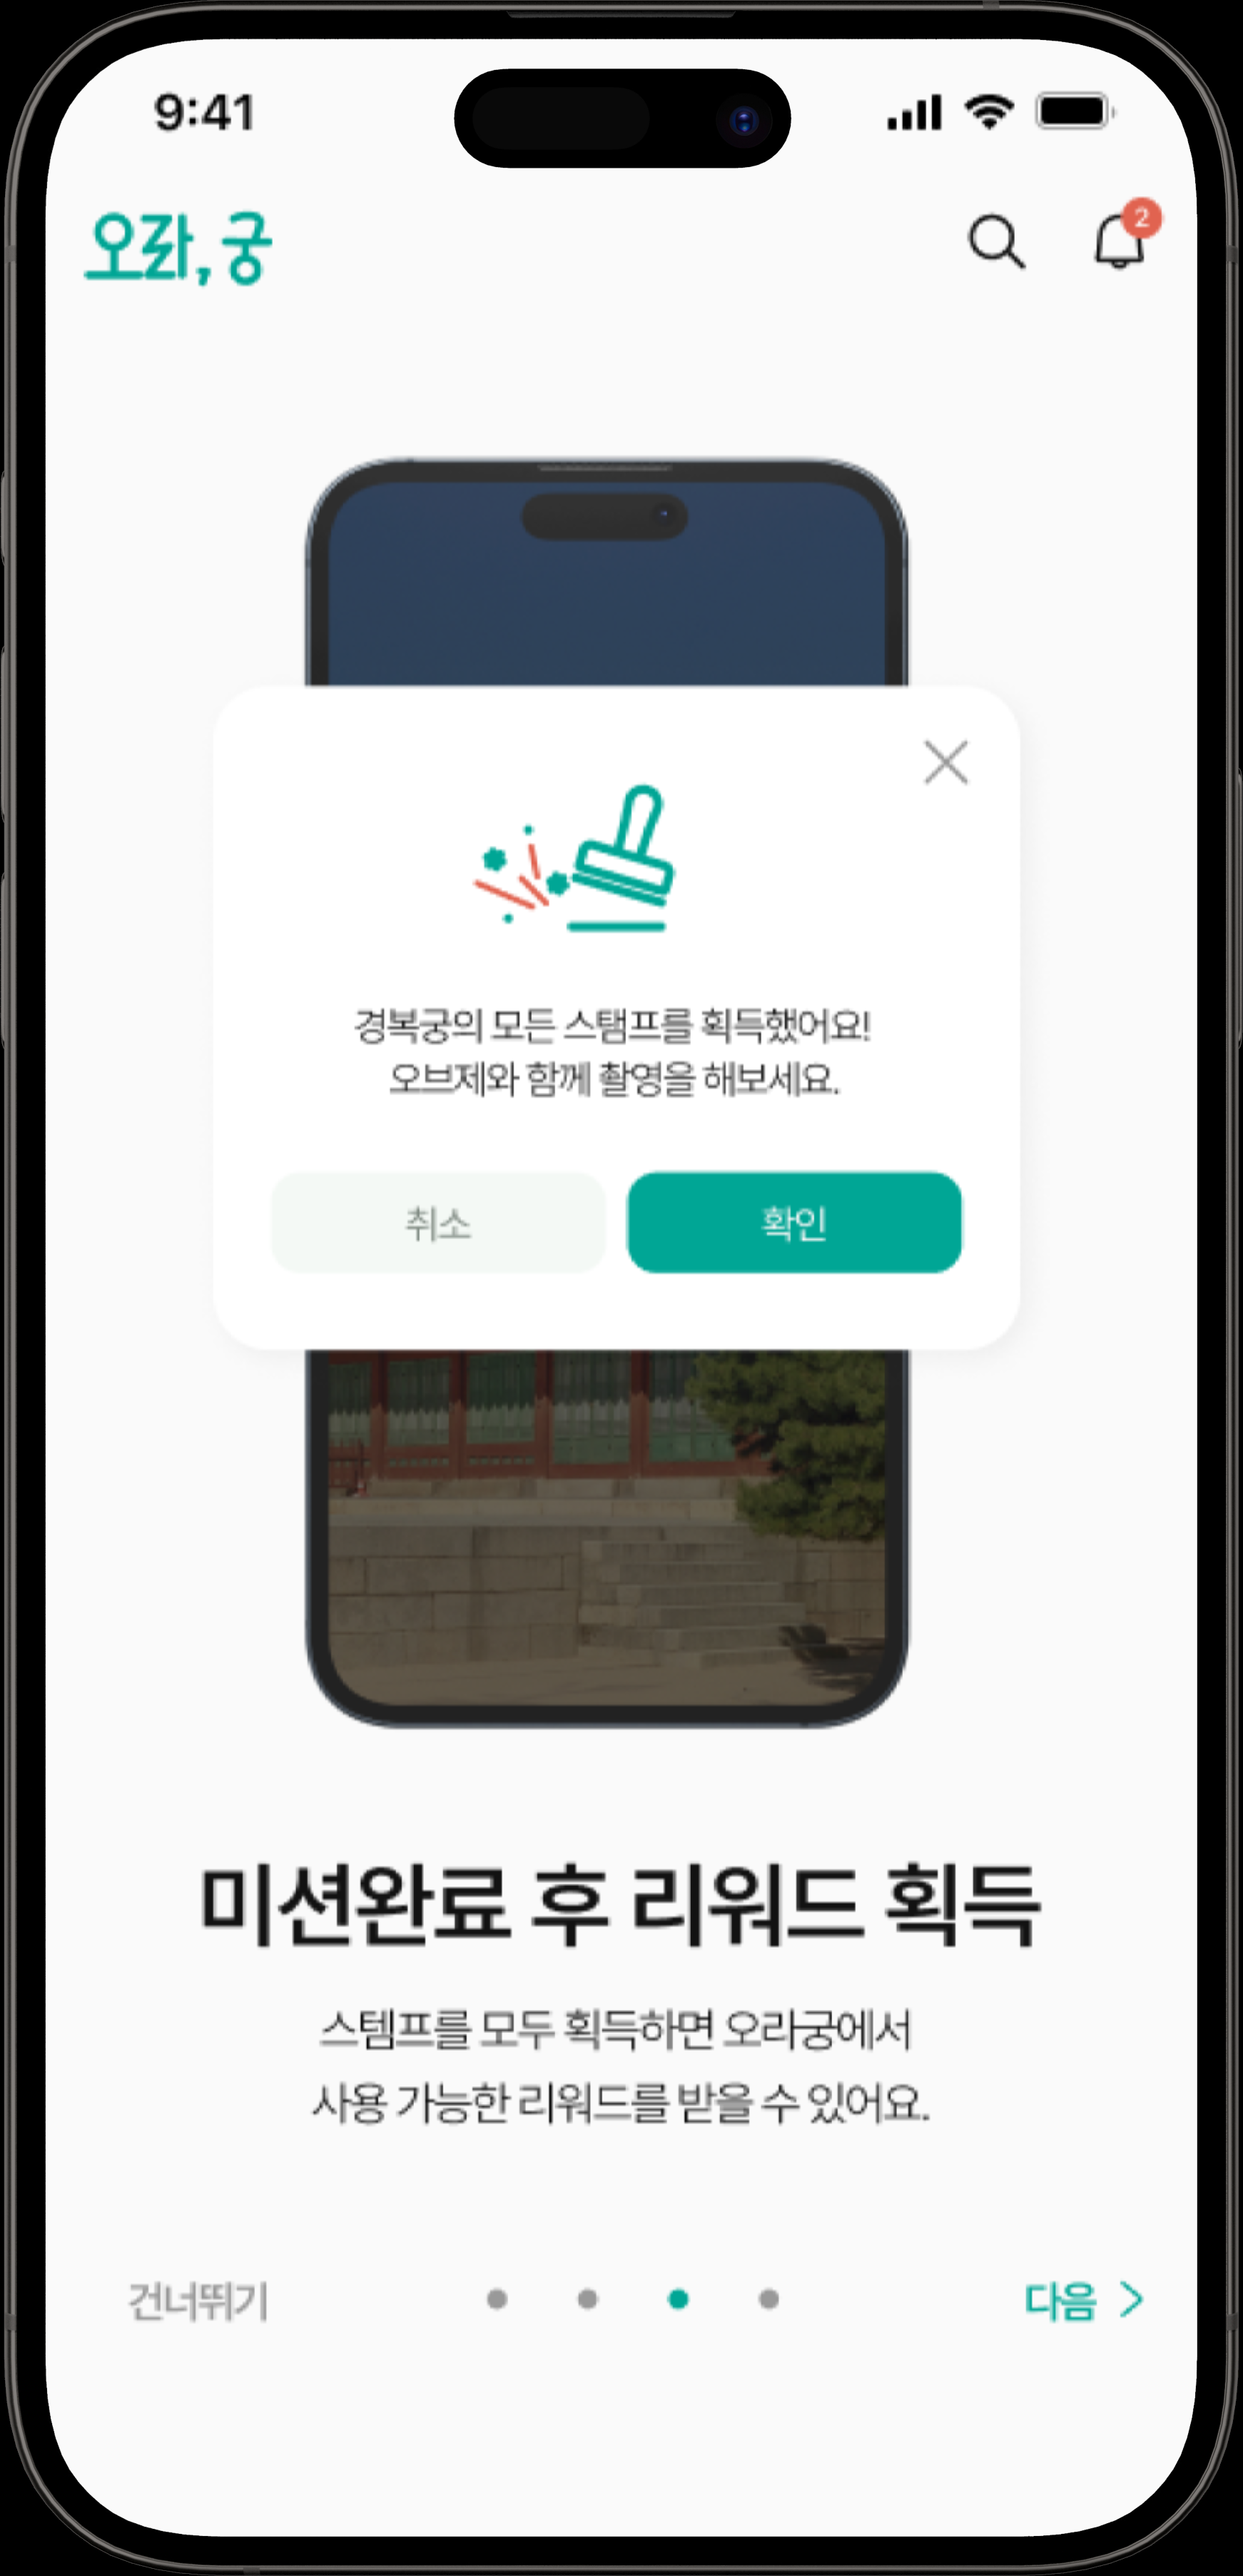 9:41
오라, 궁
2
경복궁의 모든 스탬프를 획득했어요!
오브제와 함께 촬영을 해보세요.
취소
확인
미션완료 후 리워드 획득
스템프를 모두 획득하면 오라궁에서
사용 가능한 리워드를 받을 수 있어요.
건너뛰기
다음 >